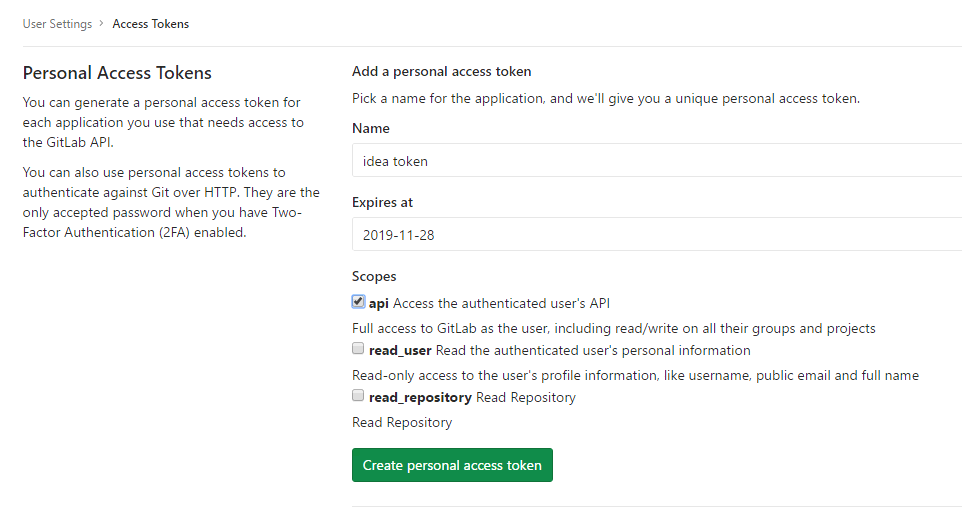 User Settings › Access Tokens
Personal Access Tokens
You can generate a personal access token for
each application you use that needs access to
the GitLab API.
You can also use personal access tokens to
authenticate against Git over HTTP. They are the
only accepted password when you have Two-
Factor Authentication (2FA) enabled.
Add a personal access token
Pick a name for the application, and we'll give you a unique personal access token.
Name
idea token
Expires at
2019-11-28
Scopes
api Access the authenticated user's API
Full access to GitLab as the user, including read/write on all their groups and projects
read_user Read the authenticated user's personal information
Read-only access to the user's profile information, like username, public email and full name
read_repository Read Repository
Read Repository
Create personal access token